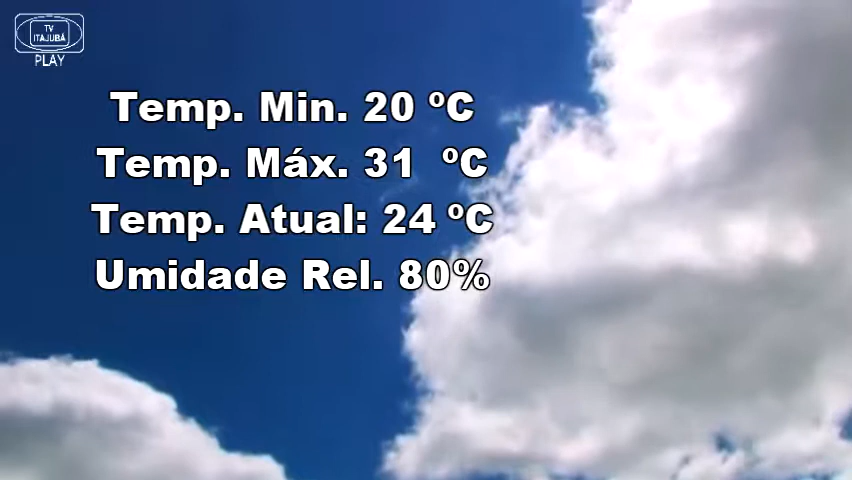 TV
ITAJUBÁ
PLAY
Temp. Min. 20 ºC
Temp. Máx. 31 ºC
Temp. Atual: 24 ºC
Umidade Rel. 80%